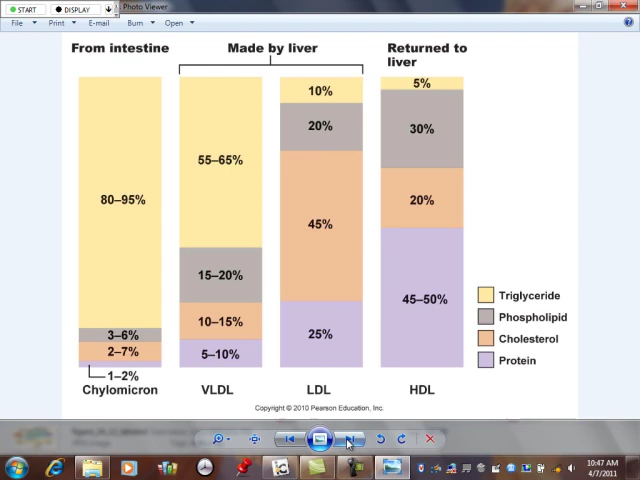 START
DISPLAY
Photo Viewer
File
Print
E-mail
Burn
Open
From intestine
Made by liver
Returned to
liver
80–95%
3–6%
2–7%
1–2%
Chylomicron
55–65%
15–20%
10–15%
5–10%
VLDL
10%
20%
45%
25%
LDL
5%
30%
20%
45–50%
HDL
Triglyceride
Phospholipid
Cholesterol
Protein
Copyright © 2010 Pearson Education, Inc.
10:47 AM
4/7/2011